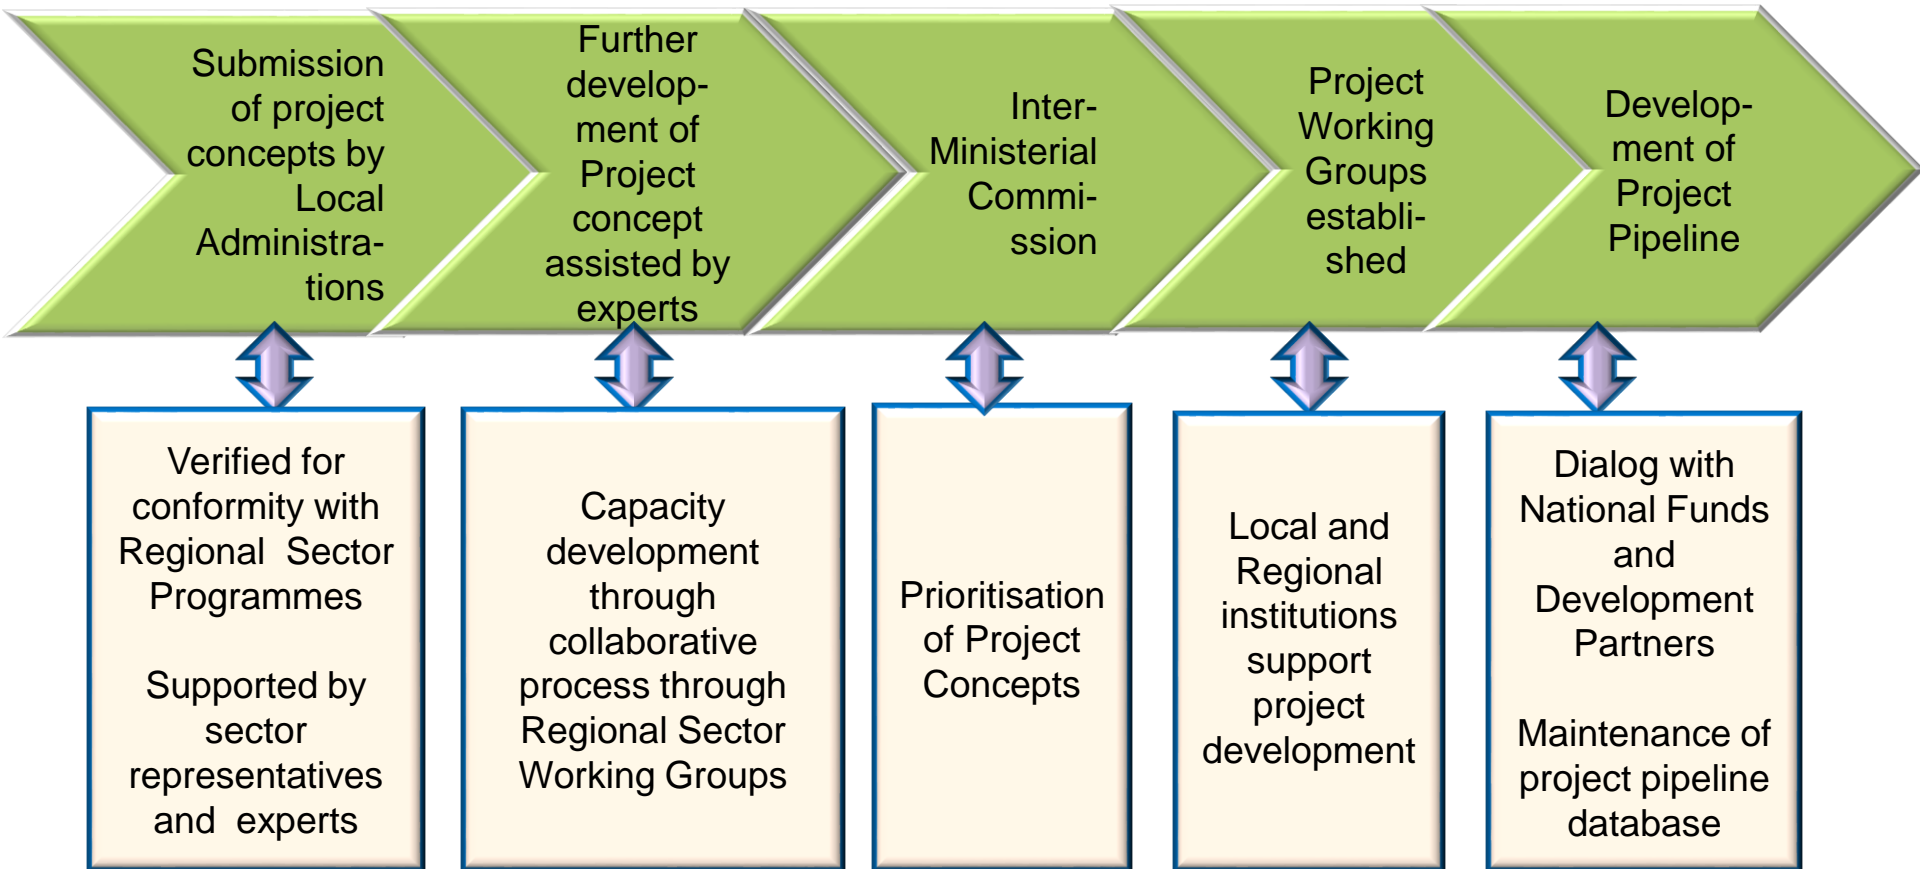 Submission
of project
concepts by
Local
Administra-
tions
Further
develop-
ment of
Project
concept
assisted by
experts
Inter-
Ministerial
Commi-
ssion
Project
Working
Groups
establi-
shed
Develop-
ment of
Project
Pipeline
Verified for
conformity with
Regional Sector
Programmes
Supported by
sector
representatives
and experts
Capacity
development
through
collaborative
process through
Regional Sector
Working Groups
Prioritisation
of Project
Concepts
Local and
Regional
institutions
support
project
development
Dialog with
National Funds
and
Development
Partners
Maintenance of
project pipeline
database